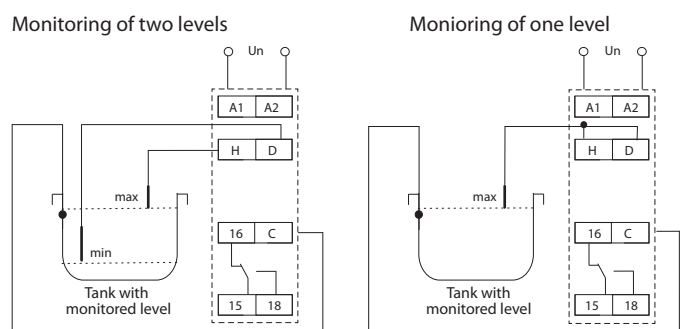 Monitoring of two levels
Un
A1 A2
H D
max
min
16 C
15 18
Tank with
monitored level
Monioring of one level
Un
A1 A2
H D
max
16 C
15 18
Tank with
monitored level